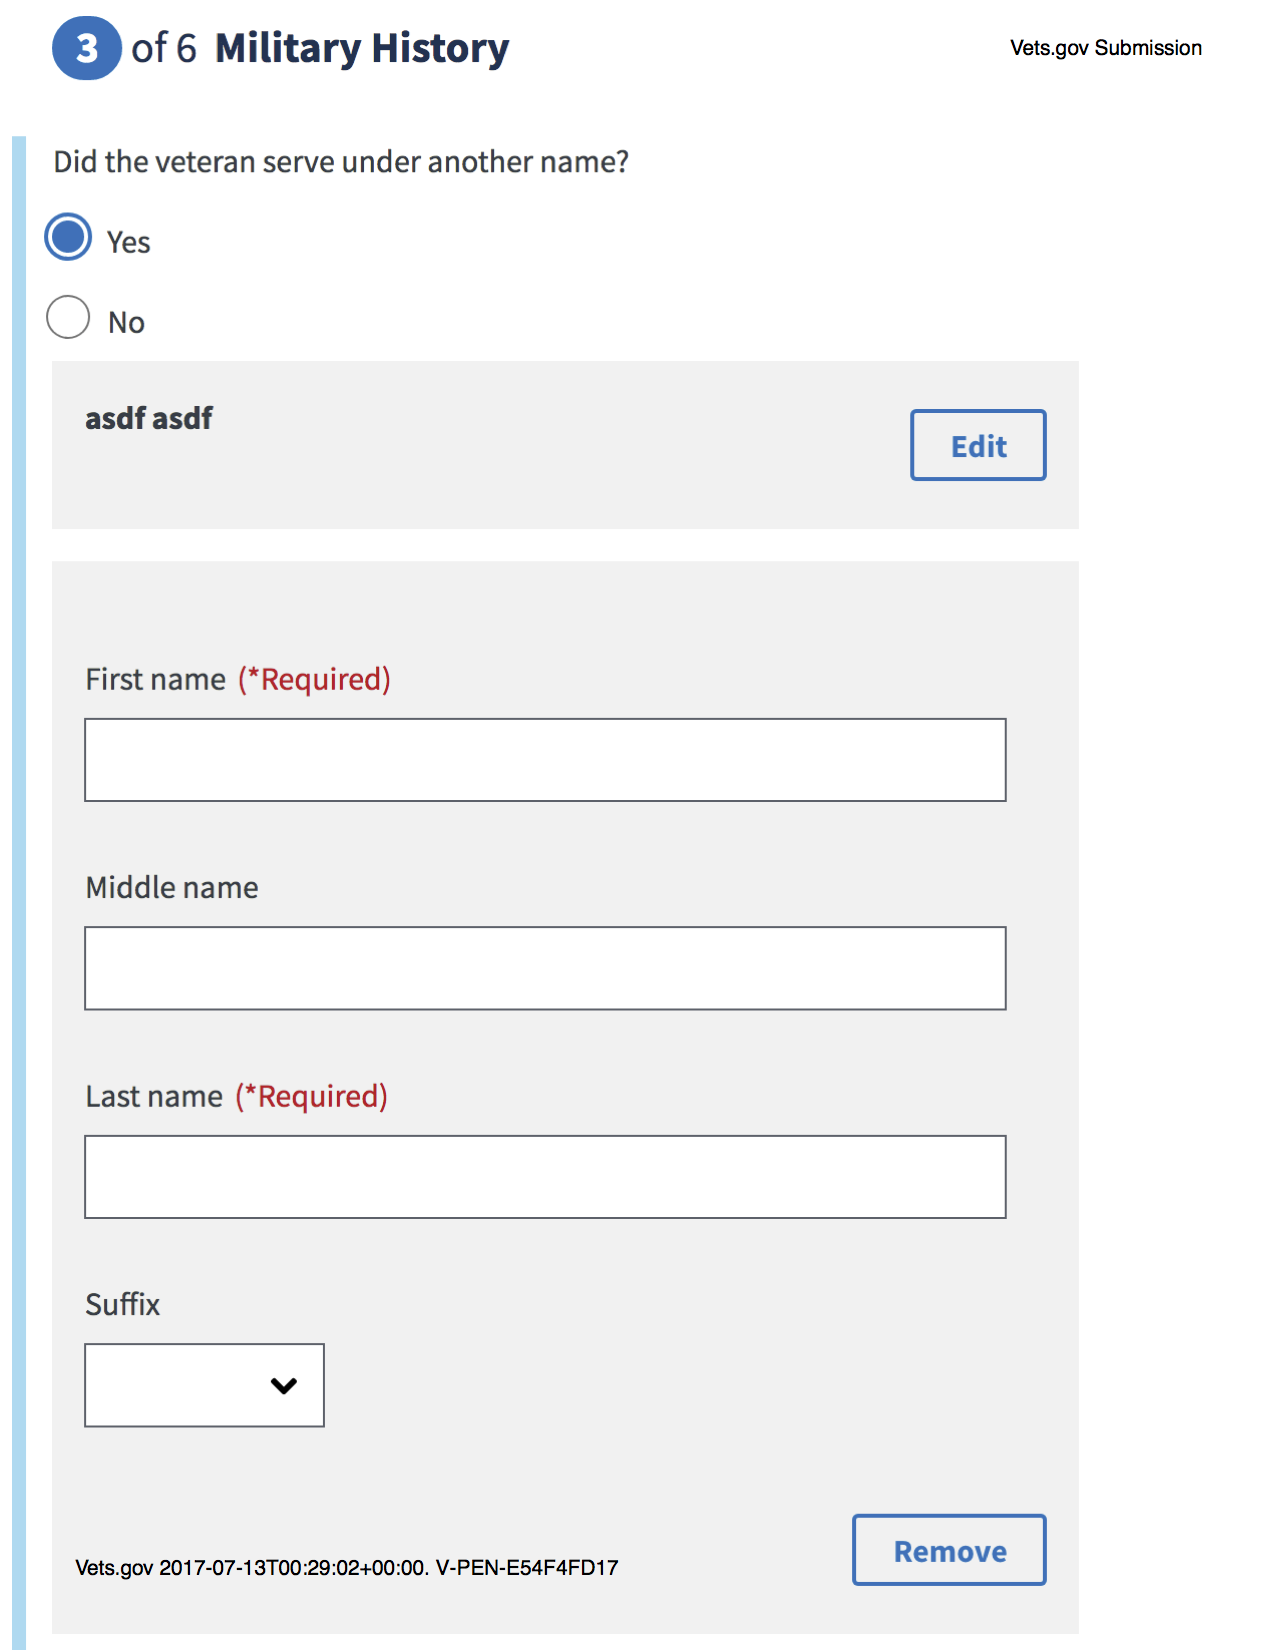 3 of 6 Military History
Vets.gov Submission
Did the veteran serve under another name?
Yes
No
asdf asdf
Edit
First name (*Required)
Middle name
Last name (*Required)
Suffix
Remove
Vets.gov 2017-07-13T00:29:02+00:00. V-PEN-E54F4FD17